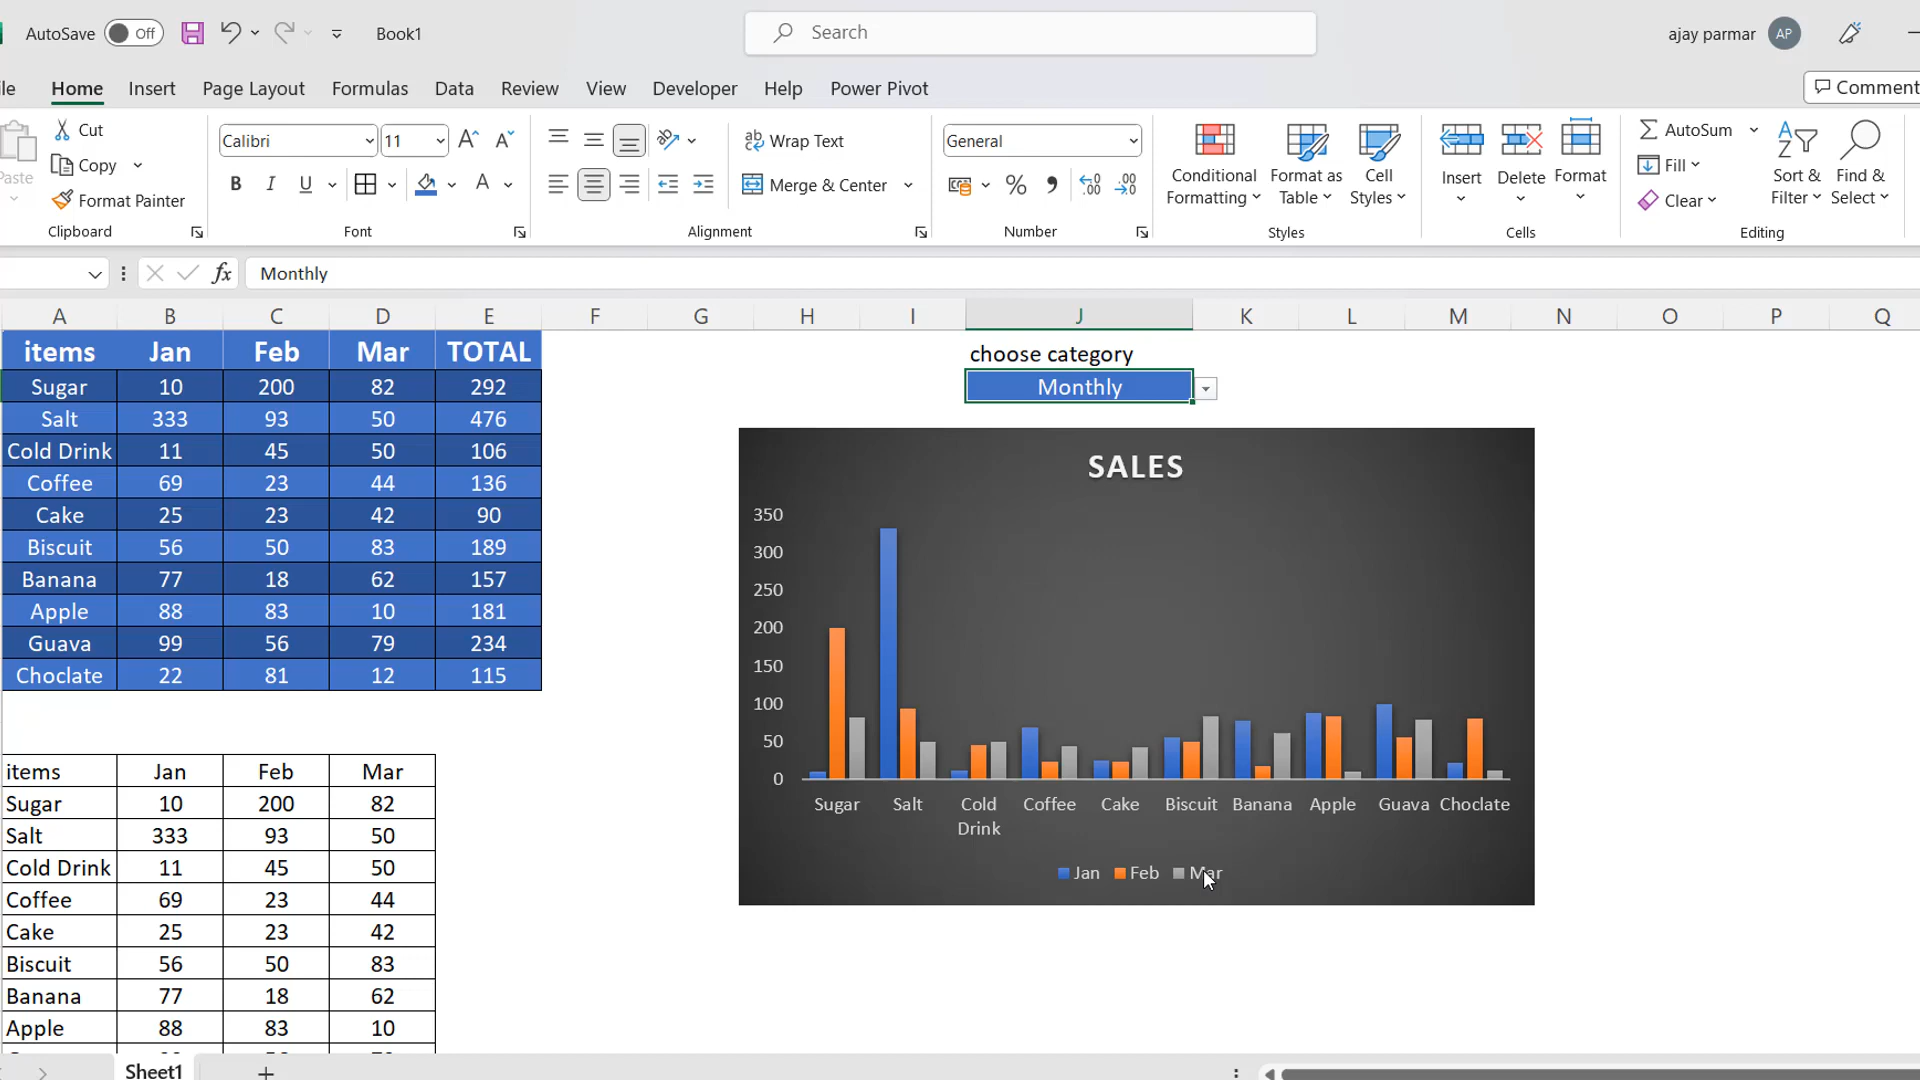 AutoSave Off Book1 Search ajay parmar AP
Home Insert Page Layout Formulas Data Review View Developer Help Power Pivot Comment
Cut
Copy
Format Painter
Paste
Clipboard
Calibri 11
B I U A
Font
Wrap Text
Merge & Center
Alignment
General
Number
Conditional Formatting
Format as Table
Cell Styles
Styles
Insert Delete Format
Cells
AutoSum
Fill
Clear
Sort & Filter
Find & Select
Editing
fx Monthly
A B C D E F G H I J K L M N O P Q
items Jan Feb Mar TOTAL
Sugar 10 200 82 292
Salt 333 93 50 476
Cold Drink 11 45 50 106
Coffee 69 23 44 136
Cake 25 23 42 90
Biscuit 56 50 83 189
Banana 77 18 62 157
Apple 88 83 10 181
Guava 99 56 79 234
Choclate 22 81 12 115
choose category
Monthly
SALES
350
300
250
200
150
100
50
0
Sugar Salt Cold Drink Coffee Cake Biscuit Banana Apple Guava Choclate
Jan Feb Mar
items Jan Feb Mar
Sugar 10 200 82
Salt 333 93 50
Cold Drink 11 45 50
Coffee 69 23 44
Cake 25 23 42
Biscuit 56 50 83
Banana 77 18 62
Apple 88 83 10
Sheet1